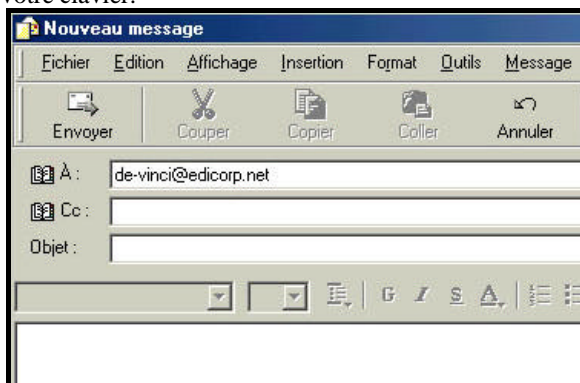 votre clavier.
Nouveau message
Fichier Edition Affichage Insertion Format Outils Message
Envoyer Couper Copier Coller Annuler
À : de-vinci@edicorp.net
Cc :
Objet :
G I S A